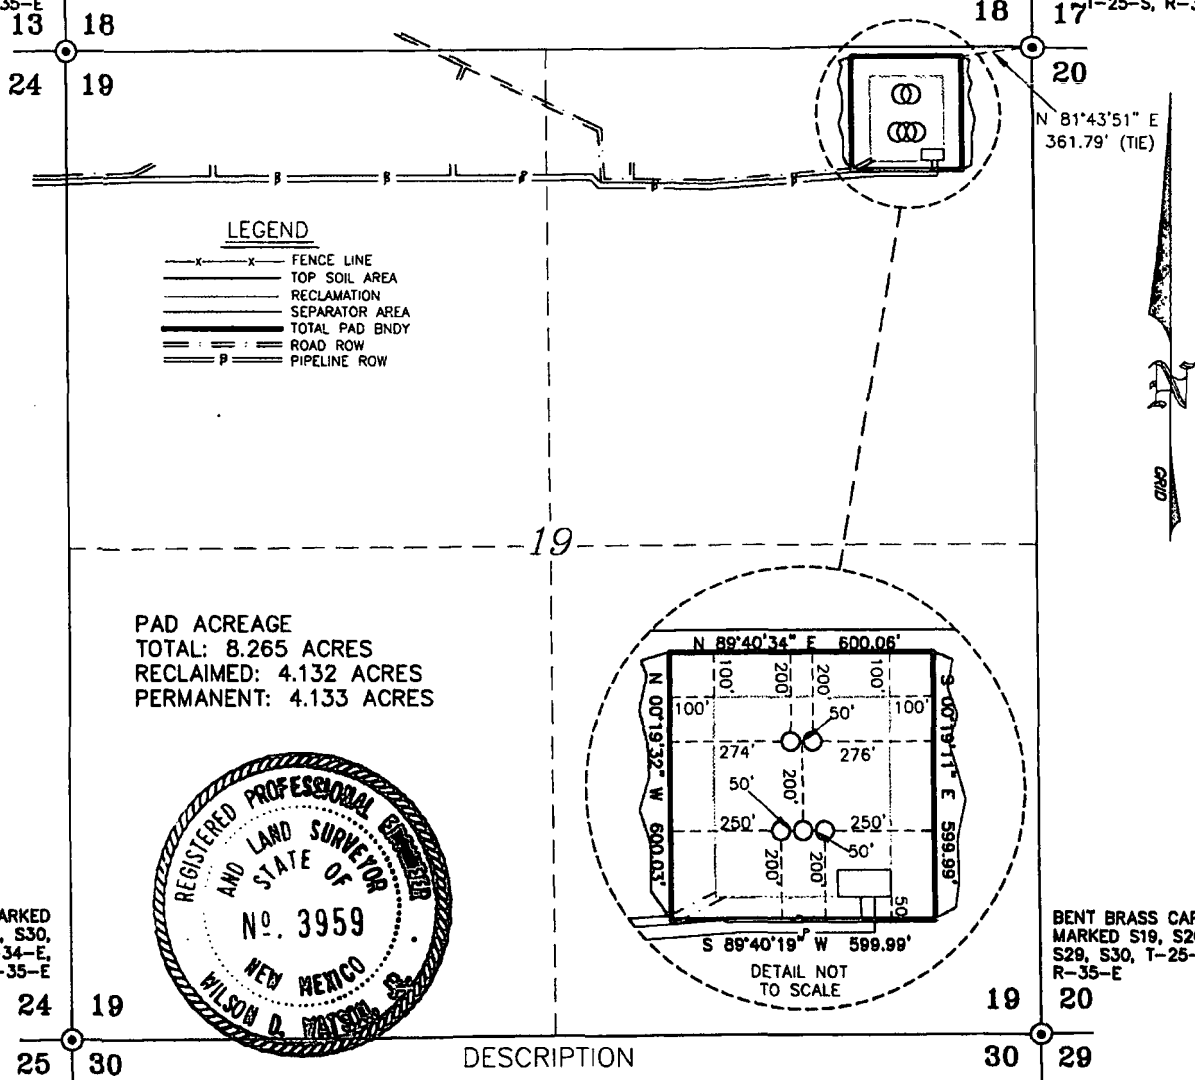 35-E
13 18
18 17
T-25-S, R-3
24 19
20
N 81°43'51" E
361.79' (TIE)
LEGEND
FENCE LINE
TOP SOIL AREA
RECLAMATION
SEPARATOR AREA
TOTAL PAD BNDY
ROAD ROW
PIPELINE ROW
GRID
19
PAD ACREAGE
TOTAL: 8.265 ACRES
RECLAIMED: 4.132 ACRES
PERMANENT: 4.133 ACRES
N 89°40'34" E 600.06'
N 00°19'32" W 600.03'
S 00°19'11" E 599.99'
100' 200' 200' 100'
100' 100'
50'
274' 276'
200'
50'
250' 250'
50'
200' 200'
50'
S 89°40'19" W 599.99'
DETAIL NOT
TO SCALE
REGISTERED PROFESSIONAL ENGINEER
AND LAND SURVEYOR
STATE OF
Nº. 3959
NEW MEXICO
WILSON D. WATSON, JR.
ARKED
, S30,
34-E,
-35-E
BENT BRASS CAP
MARKED S19, S20
S29, S30, T-25-
R-35-E
24 19
19 20
25 30
30 29
DESCRIPTION